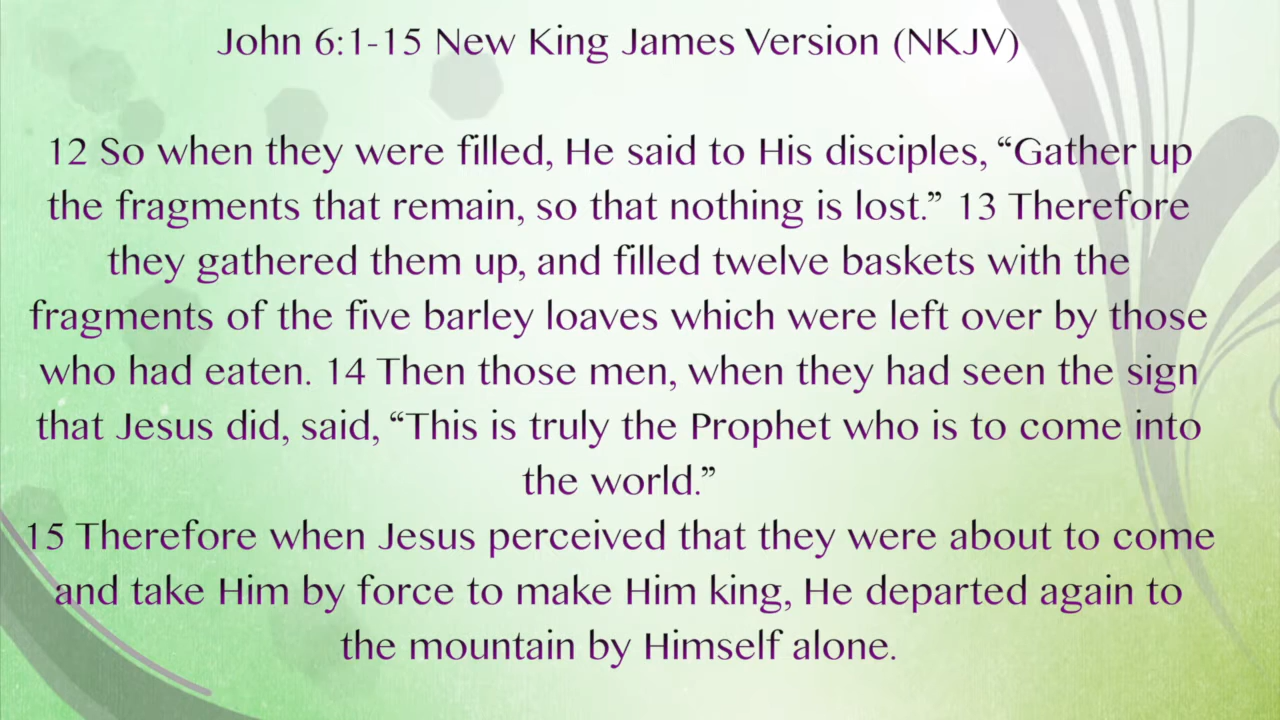 John 6:1-15 New King James Version (NKJV)
12 So when they were filled, He said to His disciples, “Gather up
the fragments that remain, so that nothing is lost.” 13 Therefore
they gathered them up, and filled twelve baskets with the
fragments of the five barley loaves which were left over by those
who had eaten. 14 Then those men, when they had seen the sign
that Jesus did, said, “This is truly the Prophet who is to come into
the world.”
15 Therefore when Jesus perceived that they were about to come
and take Him by force to make Him king, He departed again to
the mountain by Himself alone.